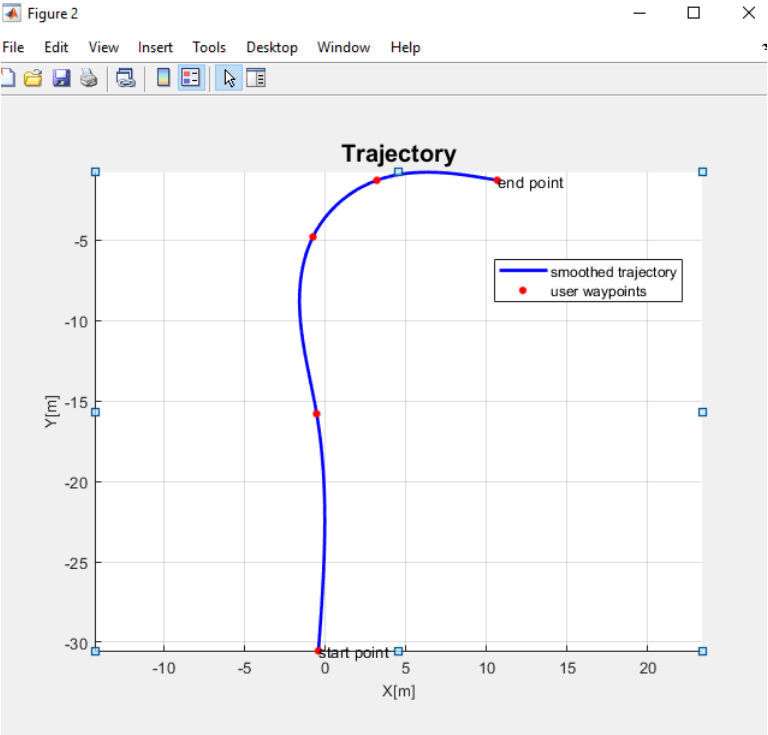 Figure 2
File Edit View Insert Tools Desktop Window Help
Trajectory
end point
-5
smoothed trajectory
user waypoints
-10
-15
Y[m]
-20
-25
-30
start point
-10 -5 0 5 10 15 20
X[m]